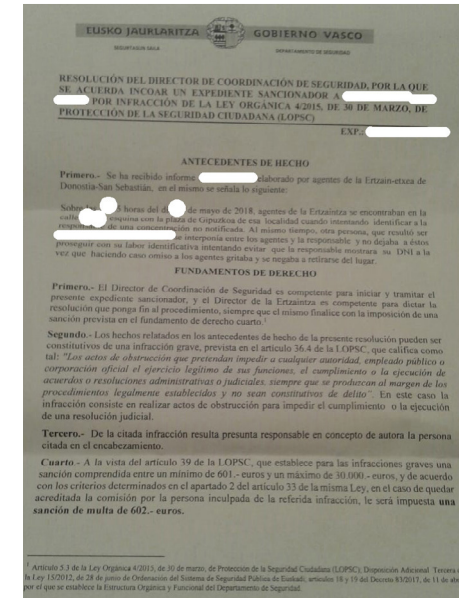 EUSKO JAURLARITZA
GOBIERNO VASCO
SEGURTASUN SAILA
DEPARTAMENTO DE SEGURIDAD
RESOLUCIÓN DEL DIRECTOR DE COORDINACIÓN DE SEGURIDAD, POR LA QUE
SE ACUERDA INCOAR UN EXPEDIENTE SANCIONADOR A
POR INFRACCIÓN DE LA LEY ORGÁNICA 4/2015, DE 30 DE MARZO, DE
PROTECCIÓN DE LA SEGURIDAD CIUDADANA (LOPSC)
EXP.:
ANTECEDENTES DE HECHO
Primero.- Se ha recibido informe elaborado por agentes de la Ertzain-etxea de
Donostia-San Sebastián, en el mismo se señala lo siguiente:
Sobre las horas del día de mayo de 2018, agentes de la Ertzaintza se encontraban en la
calle esquina con la plaza de Gipuzkoa de esa localidad cuando intentando identificar a la
responsable de una concentración no notificada. Al mismo tiempo, otra persona, que resultó ser
se interponía entre los agentes y la responsable y no dejaba a éstos
proseguir con su labor identificativa intentando evitar que la responsable mostrara su DNI a la
vez que haciendo caso omiso a los agentes gritaba y se negaba a retirarse del lugar.
FUNDAMENTOS DE DERECHO
Primero.- El Director de Coordinación de Seguridad es competente para iniciar y tramitar el
presente expediente sancionador, y el Director de la Ertzaintza es competente para dictar la
resolución que ponga fin al procedimiento, siempre que el mismo finalice con la imposición de una
sanción prevista en el fundamento de derecho cuarto.1
Segundo.- Los hechos relatados en los antecedentes de hecho de la presente resolución pueden ser
constitutivos de una infracción grave, prevista en el artículo 36.4 de la LOPSC, que califica como
tal: "Los actos de obstrucción que pretendan impedir a cualquier autoridad, empleado público o
corporación oficial el ejercicio legítimo de sus funciones, el cumplimiento o la ejecución de
acuerdos o resoluciones administrativas o judiciales, siempre que se produzcan al margen de los
procedimientos legalmente establecidos y no sean constitutivos de delito". En este caso la
infracción consiste en realizar actos de obstrucción para impedir el cumplimiento o la ejecución
de una resolución judicial.
Tercero.- De la citada infracción resulta presunta responsable en concepto de autora la persona
citada en el encabezamiento.
Cuarto.- A la vista del artículo 39 de la LOPSC, que establece para las infracciones graves una
sanción comprendida entre un mínimo de 601.- euros y un máximo de 30.000.- euros, y de acuerdo
con los criterios determinados en el apartado 2 del artículo 33 de la misma Ley, en el caso de quedar
acreditada la comisión por la persona inculpada de la referida infracción, le será impuesta una
sanción de multa de 602.- euros.
1 Artículo 5.3 de la Ley Orgánica 4/2015, de 30 de marzo, de Protección de la Seguridad Ciudadana (LOPSC); Disposición Adicional Tercera
la Ley 15/2012, de 28 de junio de Ordenación del Sistema de Seguridad Pública de Euskadi; artículos 18 y 19 del Decreto 83/2017, de 11 de
por el que se establece la Estructura Orgánica y Funcional del Departamento de Seguridad.